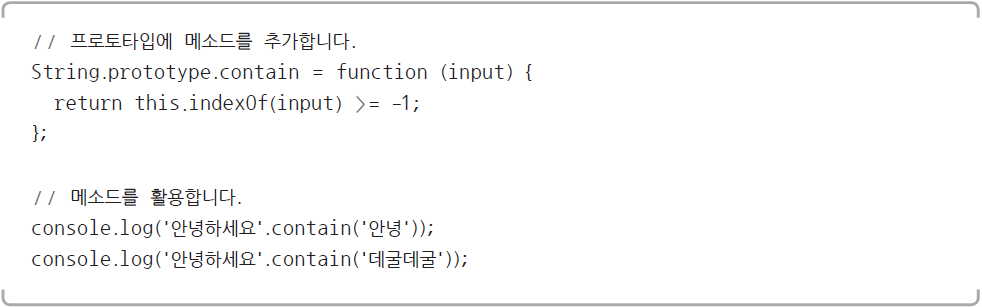 // 프로토타입에 메소드를 추가합니다.
String.prototype.contain = function (input) {
  return this.indexOf(input) >= -1;
};

// 메소드를 활용합니다.
console.log('안녕하세요'.contain('안녕'));
console.log('안녕하세요'.contain('데굴데굴'));